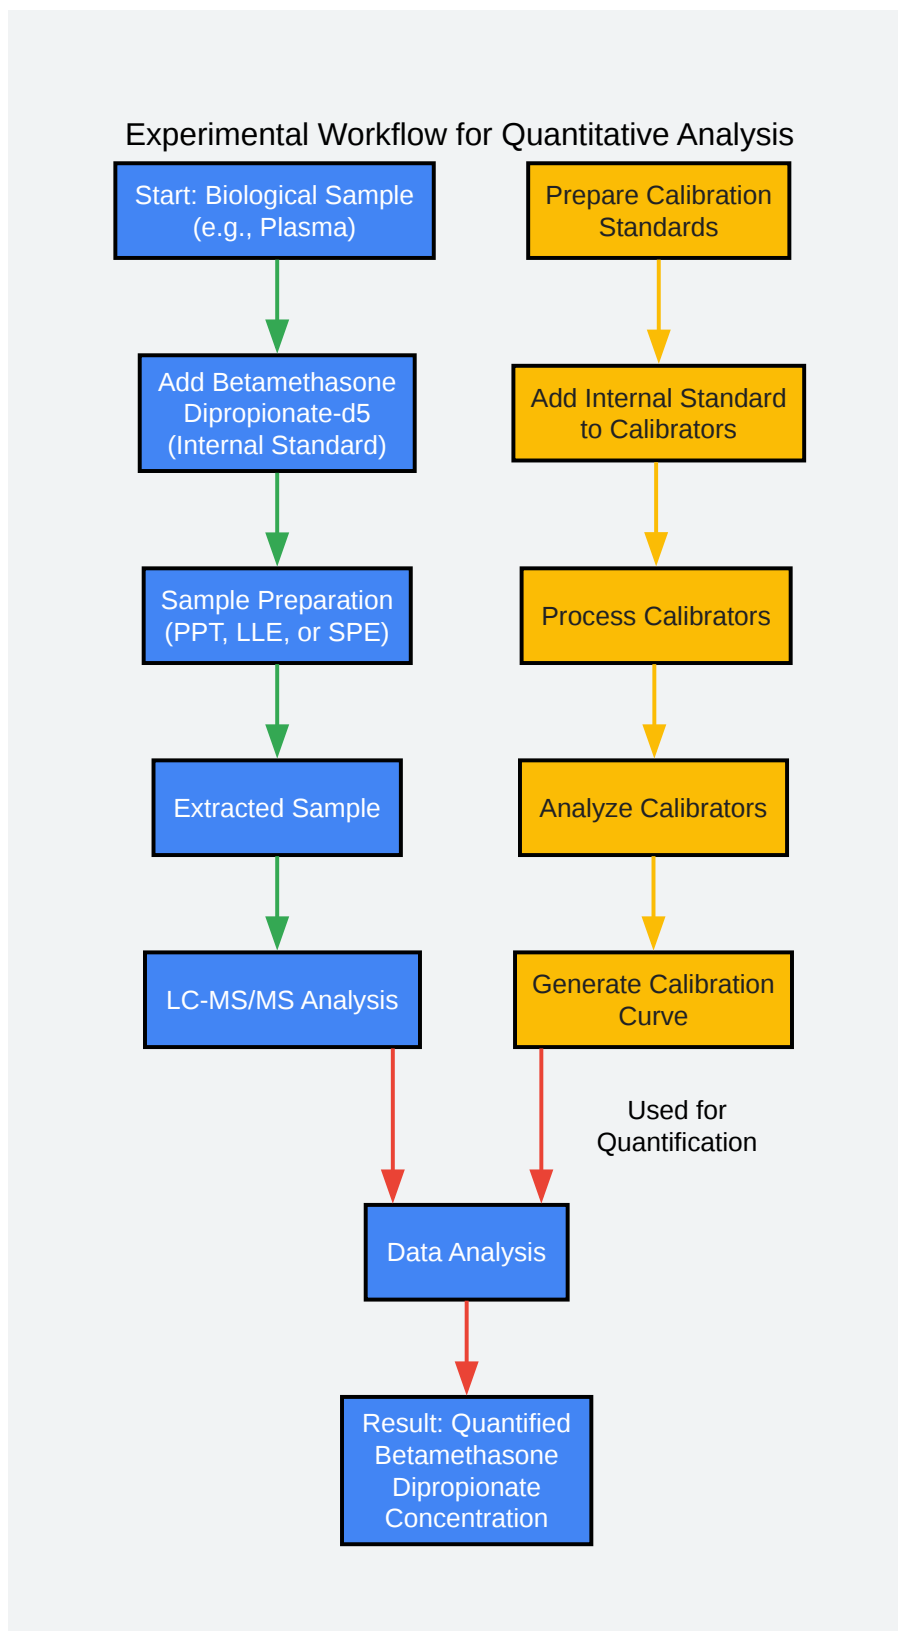 Experimental Workflow for Quantitative Analysis
Start: Biological Sample
(e.g., Plasma)
Add Betamethasone
Dipropionate-d5
(Internal Standard)
Sample Preparation
(PPT, LLE, or SPE)
Extracted Sample
LC-MS/MS Analysis
Prepare Calibration
Standards
Add Internal Standard
to Calibrators
Process Calibrators
Analyze Calibrators
Generate Calibration
Curve
Used for
Quantification
Data Analysis
Result: Quantified
Betamethasone
Dipropionate
Concentration